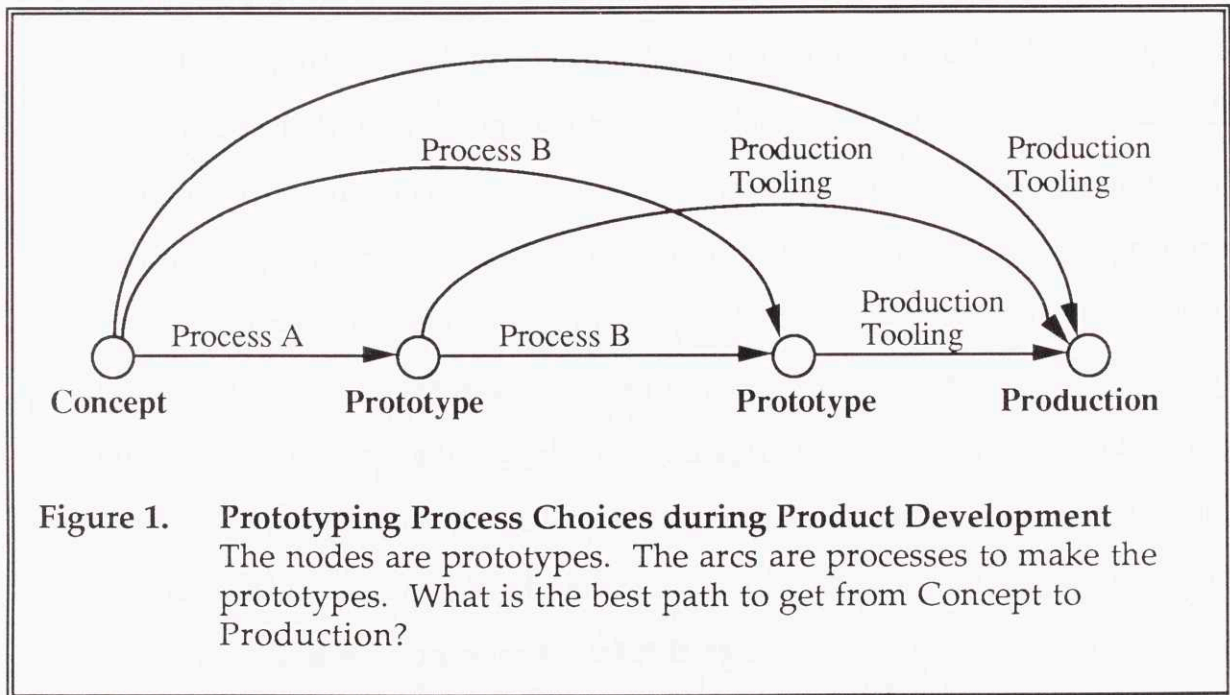 Process B
Production
Tooling
Production
Tooling
Process A
Process B
Production
Tooling
Concept
Prototype
Prototype
Production
Figure 1. Prototyping Process Choices during Product Development
The nodes are prototypes. The arcs are processes to make the
prototypes. What is the best path to get from Concept to
Production?